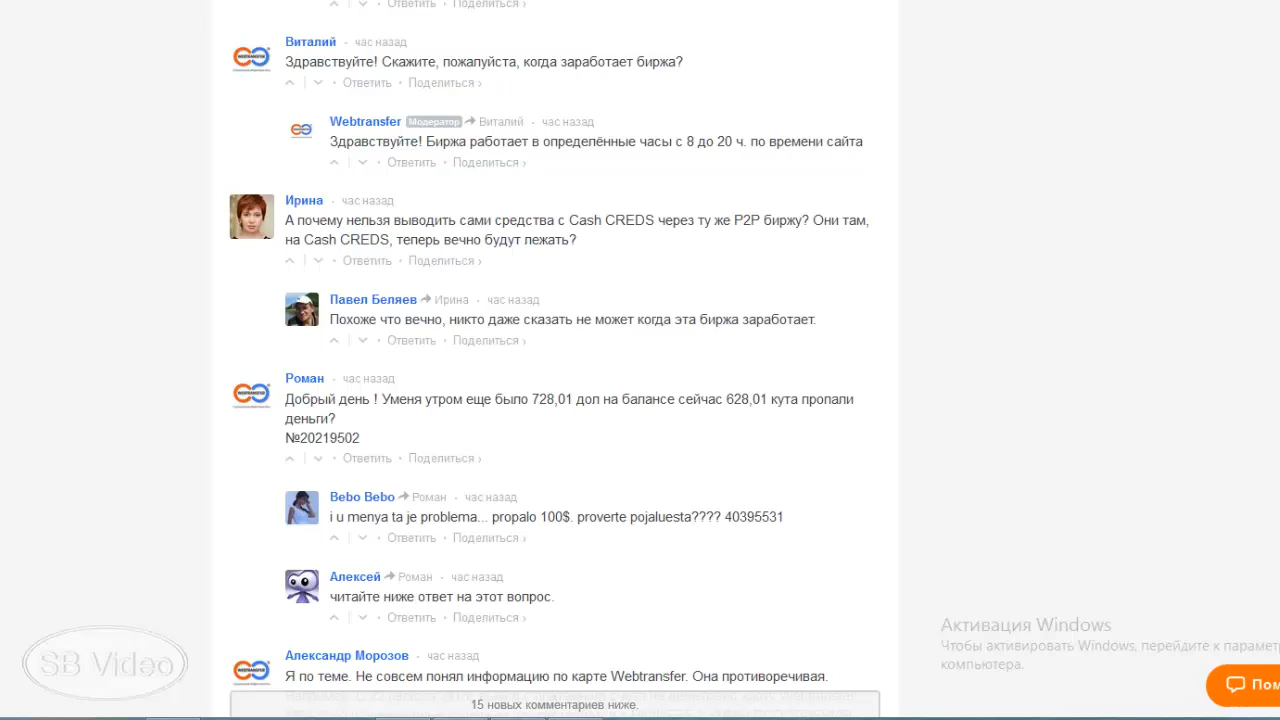 Ответить • Поделиться ›
Виталий • час назад
Здравствуйте! Скажите, пожалуйста, когда заработает биржа?
Ответить • Поделиться ›
Webtransfer Модератор Виталий • час назад
Здравствуйте! Биржа работает в определённые часы с 8 до 20 ч. по времени сайта
Ответить • Поделиться ›
Ирина • час назад
А почему нельзя выводить сами средства с Cash CREDS через ту же P2P биржу? Они там,
на Cash CREDS, теперь вечно будут лежать?
Ответить • Поделиться ›
Павел Беляев Ирина • час назад
Похоже что вечно, никто даже сказать не может когда эта биржа заработает.
Ответить • Поделиться ›
Роман • час назад
Добрый день ! Уменя утром еще было 728,01 дол на балансе сейчас 628,01 кута пропали
деньги?
№20219502
Ответить • Поделиться ›
Bebo Bebo Роман • час назад
i u menya ta je problema... propalo 100$. proverte pojaluesta???? 40395531
Ответить • Поделиться ›
Алексей Роман • час назад
читайте ниже ответ на этот вопрос.
Ответить • Поделиться ›
Александр Морозов • час назад
Я по теме. Не совсем понял информацию по карте Webtransfer. Она противоречивая.
15 новых комментариев ниже.
SB Video
Активация Windows
Чтобы активировать Windows, перейдите к парамет
компьютера.
Пом